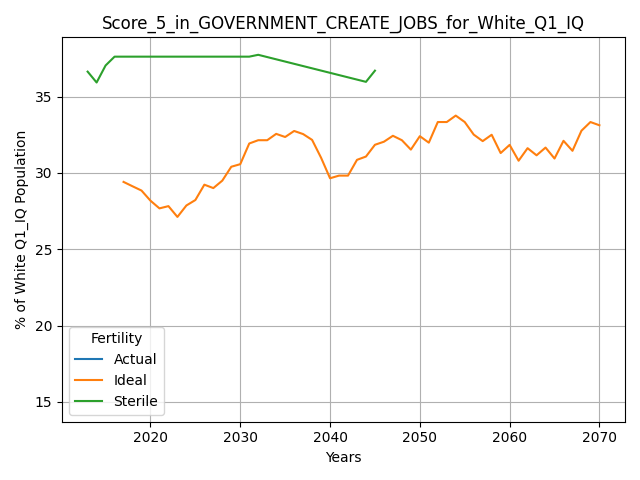 Score_5_in_GOVERNMENT_CREATE_JOBS_for_White_Q1_IQ
% of White Q1_IQ Population
35
30
25
20
15
Fertility
Actual
Ideal
Sterile
2020 2030 2040 2050 2060 2070
Years